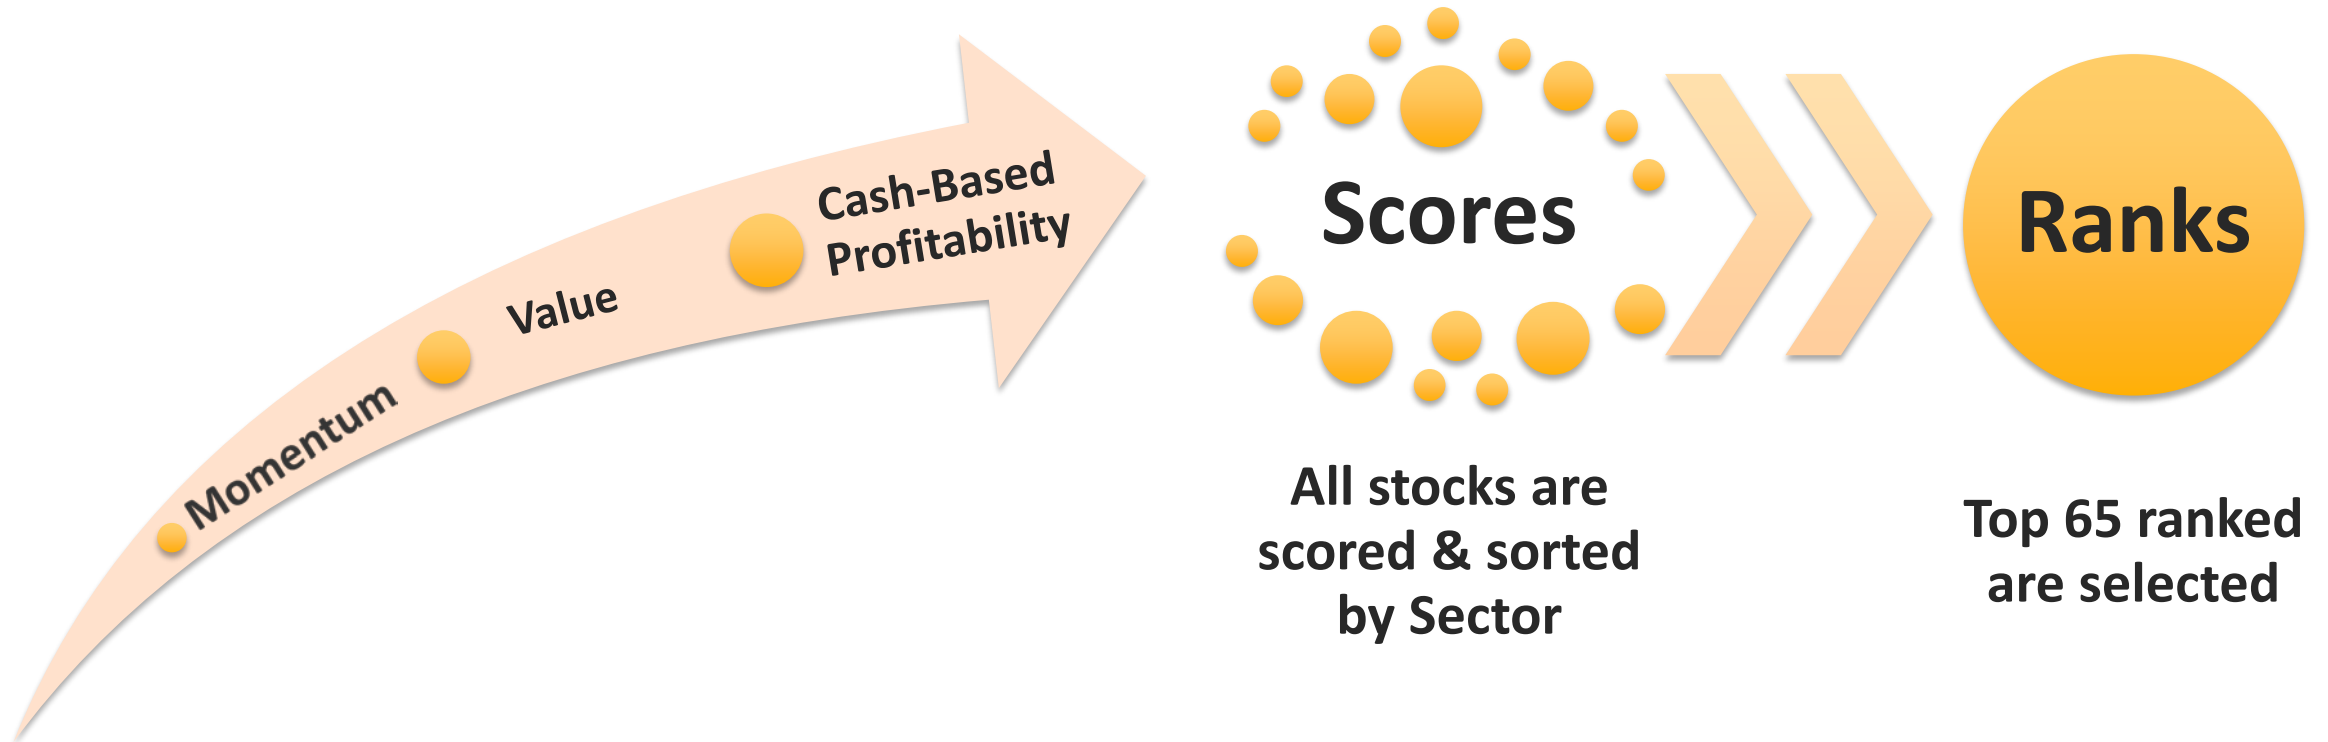 Momentum
Value
Cash-Based
Profitability
Scores
All stocks are
scored & sorted
by Sector
Ranks
Top 65 ranked
are selected